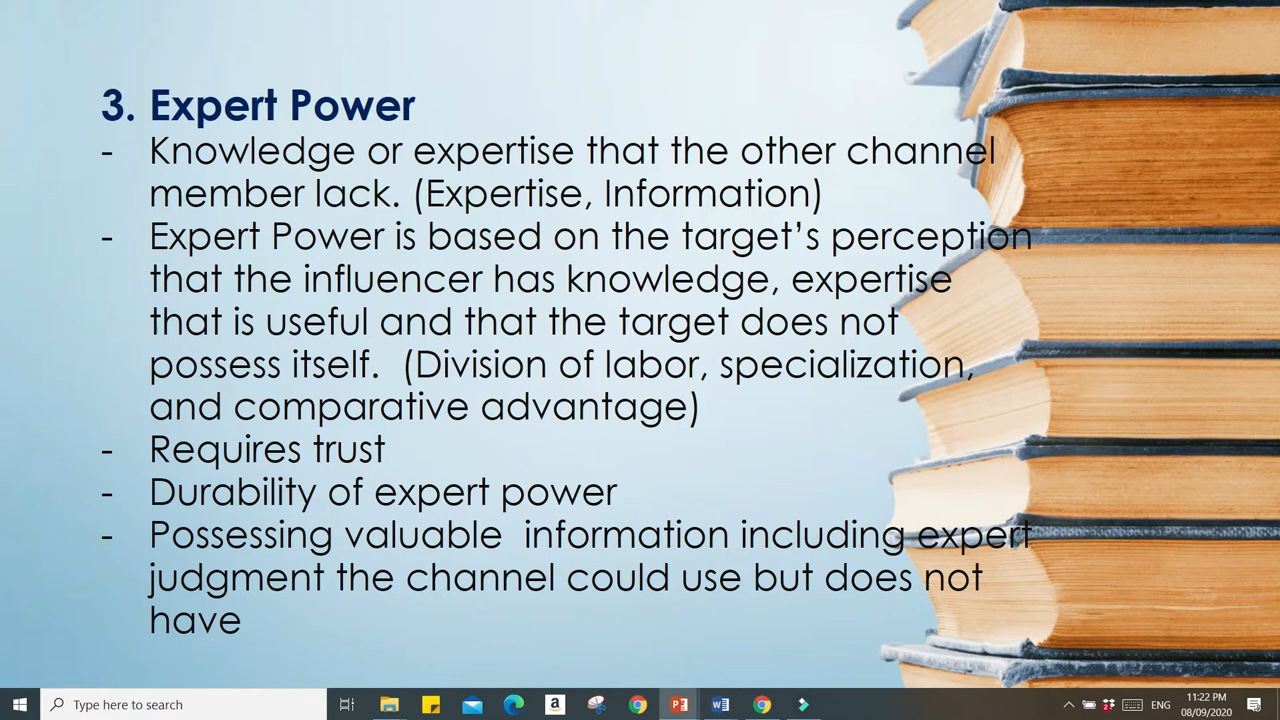 3. Expert Power
- Knowledge or expertise that the other channel
member lack. (Expertise, Information)
- Expert Power is based on the target’s perception
that the influencer has knowledge, expertise
that is useful and that the target does not
possess itself.  (Division of labor, specialization,
and comparative advantage)
- Requires trust
- Durability of expert power
- Possessing valuable  information including expert
judgment the channel could use but does not
have
Type here to search
a
W
ENG
11:22 PM
08/09/2020